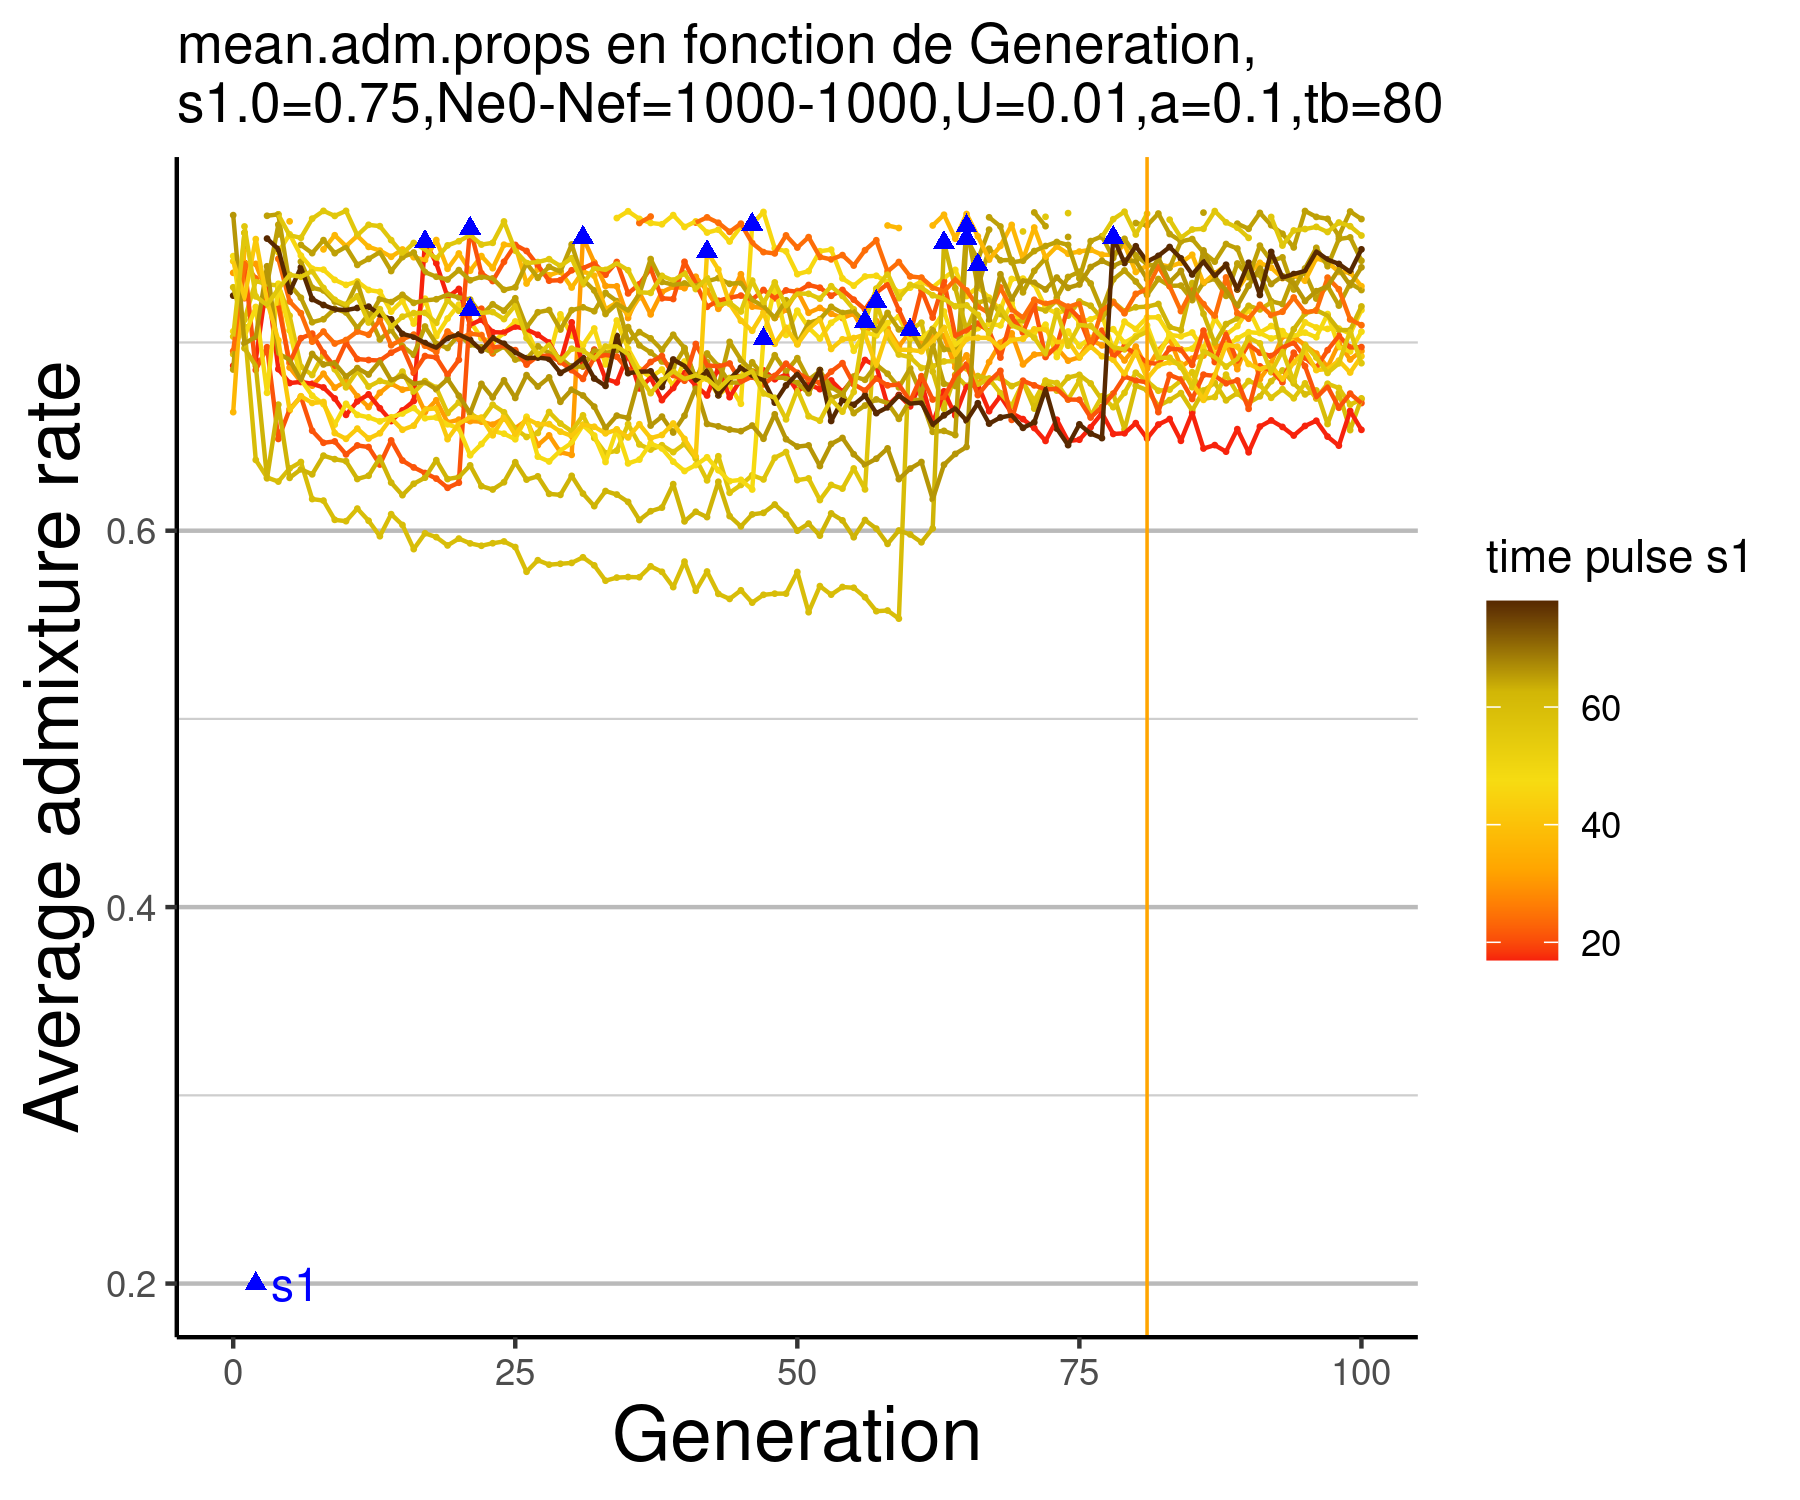 mean.adm.props en fonction de Generation,
s1.0=0.75,Ne0-Nef=1000-1000,U=0.01,a=0.1,tb=80
Average admixture rate
0.6
0.4
0.2
s1
0 25 50 75 100
Generation
time pulse s1
60
40
20